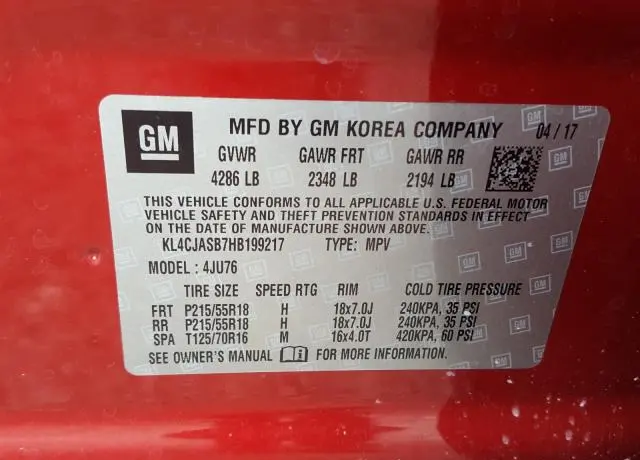 GM MFD BY GM KOREA COMPANY 04 / 17
GVWR GAWR FRT GAWR RR
4286 LB 2348 LB 2194 LB
THIS VEHICLE CONFORMS TO ALL APPLICABLE U.S. FEDERAL MOTOR
VEHICLE SAFETY AND THEFT PREVENTION STANDARDS IN EFFECT
ON THE DATE OF MANUFACTURE SHOWN ABOVE.
KL4CJASB7HB199217 TYPE: MPV
MODEL : 4JU76
TIRE SIZE SPEED RTG RIM COLD TIRE PRESSURE
FRT P215/55R18 H 18x7.0J 240KPA, 35 PSI
RR P215/55R18 H 18x7.0J 240KPA, 35 PSI
SPA T125/70R16 M 16x4.0T 420KPA, 60 PSI
SEE OWNER'S MANUAL FOR MORE INFORMATION.